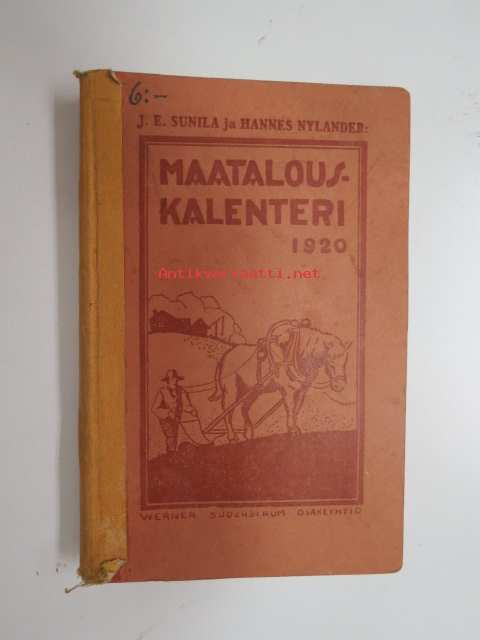 6:-
J. E. SUNILA ja HANNES NYLANDER:
MAATALOUS-
KALENTERI
1920
Antikvariaatti.net
WERNER SÖDERSTRÖM OSAKEYHTIÖ